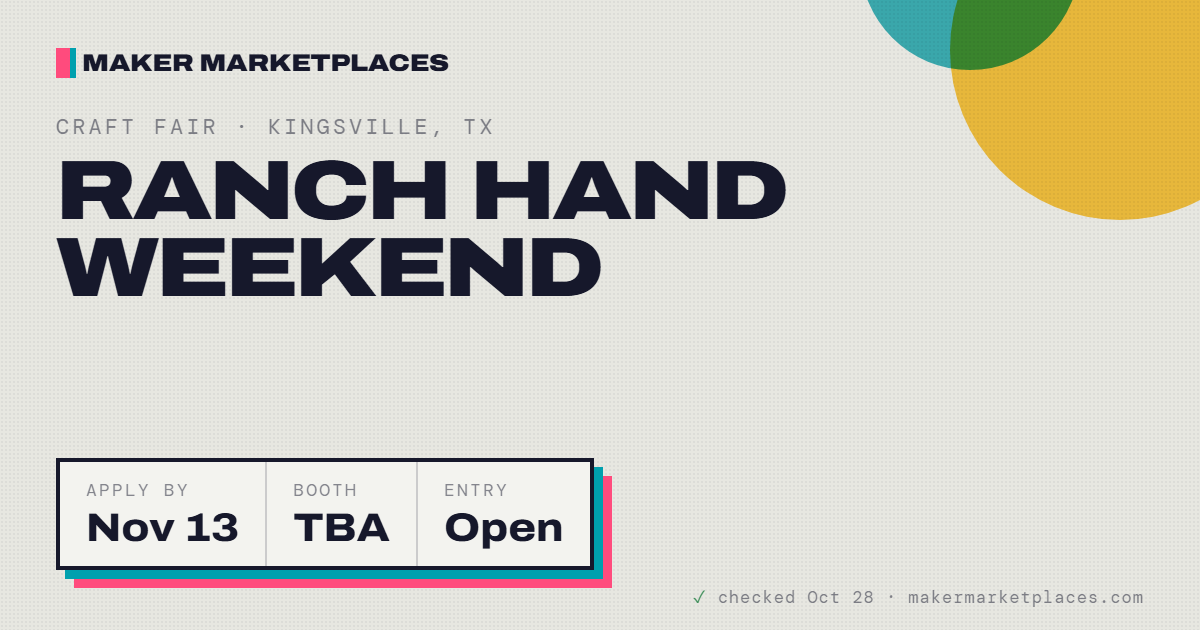 MAKER MARKETPLACES
CRAFT FAIR · KINGSVILLE, TX
RANCH HAND
WEEKEND
APPLY BY BOOTH ENTRY
Nov 13 TBA Open
✓ checked Oct 28 · makermarketplaces.com